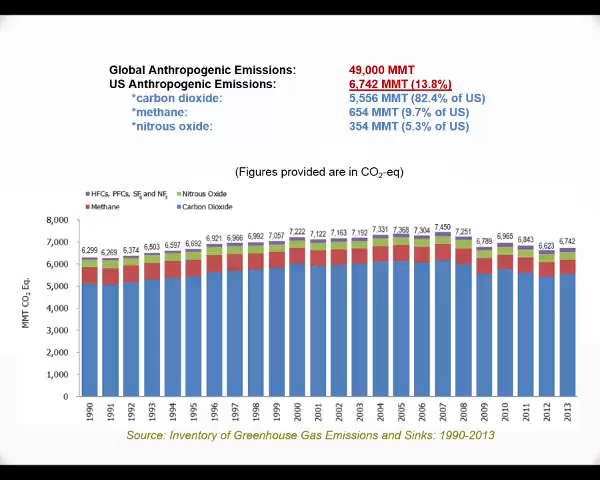 Global Anthropogenic Emissions: 49,000 MMT
US Anthropogenic Emissions: 6,742 MMT (13.8%)
*carbon dioxide: 5,556 MMT (82.4% of US)
*methane: 654 MMT (9.7% of US)
*nitrous oxide: 354 MMT (5.3% of US)
(Figures provided are in CO2-eq)
HFCs, PFCs, SF6 and NF3 Nitrous Oxide
Methane Carbon Dioxide
MMT CO2 Eq.
8,000
7,000
6,000
5,000
4,000
3,000
2,000
1,000
0
6,299 6,269 6,374 6,503 6,597 6,692 6,921 6,966 6,992 7,057 7,222 7,122 7,163 7,192 7,331 7,368 7,304 7,450 7,251 6,789 6,965 6,843 6,623 6,742
1990 1991 1992 1993 1994 1995 1996 1997 1998 1999 2000 2001 2002 2003 2004 2005 2006 2007 2008 2009 2010 2011 2012 2013
Source: Inventory of Greenhouse Gas Emissions and Sinks: 1990-2013